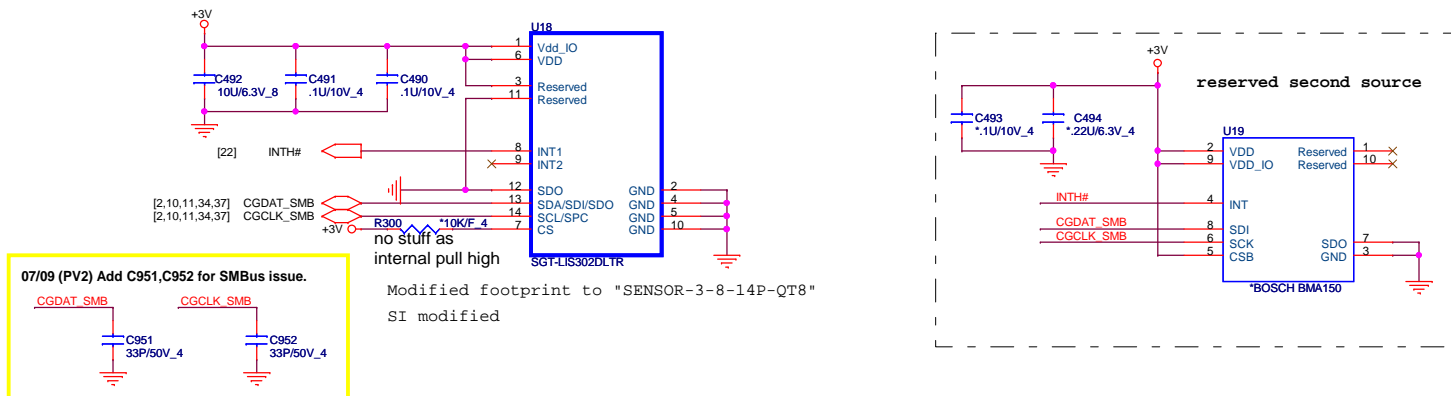 +3V
C492
10U/6.3V_8
C491
.1U/10V_4
C490
.1U/10V_4
U18
1
Vdd_IO
6
VDD
3
Reserved
11
Reserved
8
INT1
9
INT2
12
SDO
13
SDA/SDI/SDO
14
SCL/SPC
7
CS
GND
2
GND
4
GND
5
GND
10
SGT-LIS302DLTR
[22] INTH#
[2,10,11,34,37] CGDAT_SMB
[2,10,11,34,37] CGCLK_SMB
+3V
R300
*10K/F_4
no stuff as
internal pull high
Modified footprint to "SENSOR-3-8-14P-QT8"
SI modified
07/09 (PV2) Add C951,C952 for SMBus issue.
CGDAT_SMB
CGCLK_SMB
C951
33P/50V_4
C952
33P/50V_4
+3V
reserved second source
C493
*.1U/10V_4
C494
*.22U/6.3V_4
U19
2
VDD
9
VDD_IO
Reserved
1
Reserved
10
INTH#
4
INT
CGDAT_SMB
8
SDI
CGCLK_SMB
6
SCK
5
CSB
SDO
7
GND
3
*BOSCH BMA150